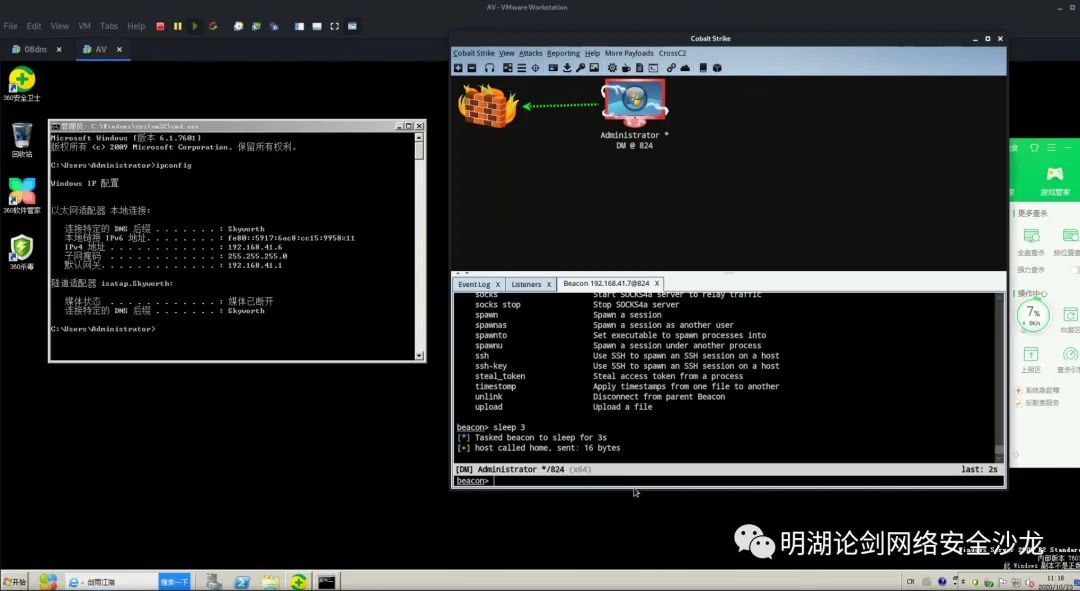 AV - VMware Workstation
File Edit View VM Tabs Help
08dm × AV ×
360安全卫士
回收站
360软件管家
360杀毒
管理员: C:\Windows\system32\cmd.exe
Microsoft Windows [版本 6.1.7601]
版权所有 (c) 2009 Microsoft Corporation。保留所有权利。
C:\Users\Administrator>ipconfig
Windows IP 配置
以太网适配器 本地连接:
连接特定的 DNS 后缀 . . . . . . . : Skyworth
本地链接 IPv6 地址. . . . . . . . : fe80::5917:6ac8:cc15:9958%11
IPv4 地址 . . . . . . . . . . . . : 192.168.41.6
子网掩码 . . . . . . . . . . . . : 255.255.255.0
默认网关. . . . . . . . . . . . . : 192.168.41.1
隧道适配器 isatap.Skyworth:
媒体状态 . . . . . . . . . . . . : 媒体已断开
连接特定的 DNS 后缀 . . . . . . . : Skyworth
C:\Users\Administrator>
Cobalt Strike
Cobalt Strike View Attacks Reporting Help More Payloads CrossC2
Administrator *
DM @ 824
Event Log X Listeners X Beacon 192.168.41.7@824 X
socks Start SOCKS4a server to relay traffic
socks stop Stop SOCKS4a server
spawn Spawn a session
spawnas Spawn a session as another user
spawnto Set executable to spawn processes into
spawnu Spawn a session under another process
ssh Use SSH to spawn an SSH session on a host
ssh-key Use SSH to spawn an SSH session on a host
steal_token Steal access token from a process
timestomp Apply timestamps from one file to another
unlink Disconnect from parent Beacon
upload Upload a file
beacon> sleep 3
[*] Tasked beacon to sleep for 3s
[+] host called home, sent: 16 bytes
[DM] Administrator */824 (x64) last: 2s
beacon>
游戏管家
更多查杀
全盘查杀 按位置查
强力查杀
操作中心
7%
0K/s
恢复区
上报区 查杀引
系统急救箱
反勒索服务
明湖论剑网络安全沙龙
Standard
内部版本 760
此 Windows 副本不是正版
开始
剑雨江湖 搜索一下
CH
11:16
2020/10/23